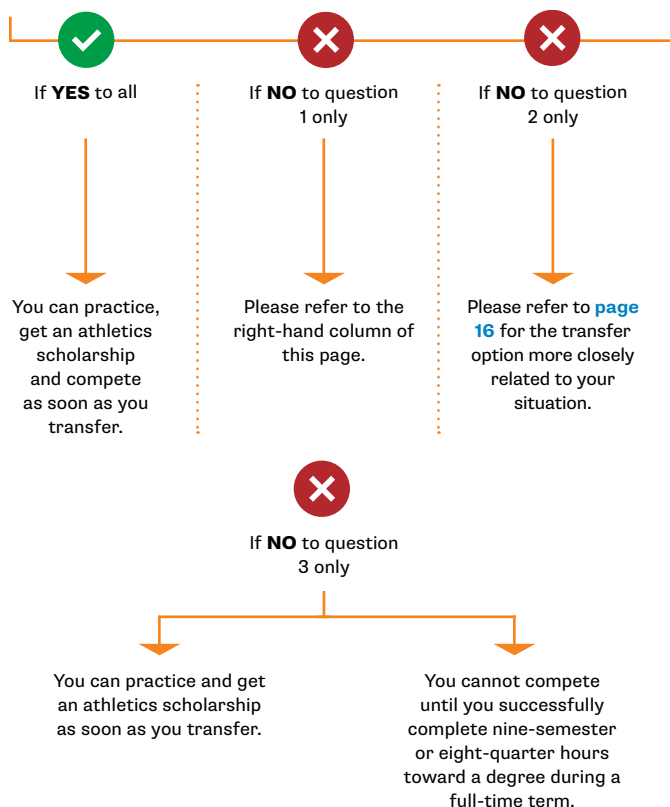 If YES to all
You can practice,
get an athletics
scholarship
and compete
as soon as you
transfer.
If NO to question
1 only
Please refer to the
right-hand column of
this page.
If NO to question
2 only
Please refer to page
16 for the transfer
option more closely
related to your
situation.
If NO to question
3 only
You can practice and get
an athletics scholarship
as soon as you transfer.
You cannot compete
until you successfully
complete nine-semester
or eight-quarter hours
toward a degree during a
full-time term.